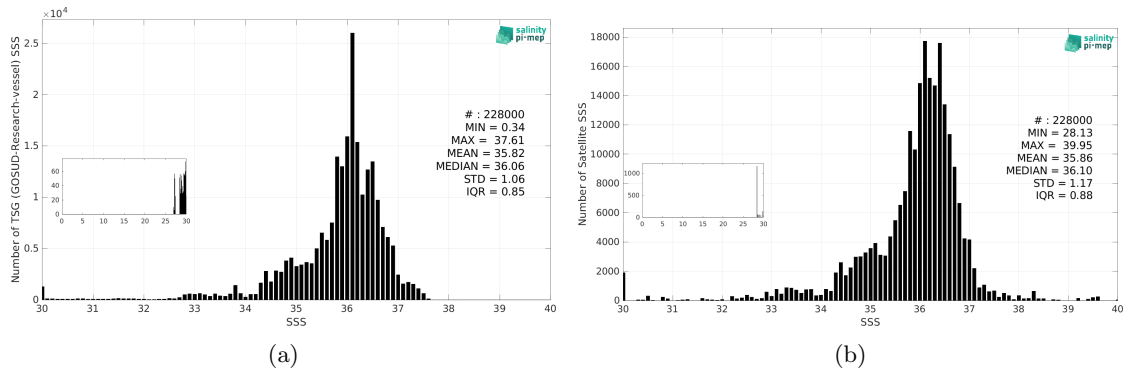 ×10⁴
salinity
pi-mep
Number of TSG (GOSUD-Research-vessel) SSS
2.5
2
1.5
1
0.5
0
# : 228000
MIN = 0.34
MAX = 37.61
MEAN = 35.82
MEDIAN = 36.06
STD = 1.06
IQR = 0.85
60
40
20
0
0 5 10 15 20 25 30
30 31 32 33 34 35 36 37 38 39 40
SSS
(a)
salinity
pi-mep
Number of Satellite SSS
18000
16000
14000
12000
10000
8000
6000
4000
2000
0
# : 228000
MIN = 28.13
MAX = 39.95
MEAN = 35.86
MEDIAN = 36.10
STD = 1.17
IQR = 0.88
1000
500
0
0 5 10 15 20 25 30
30 31 32 33 34 35 36 37 38 39 40
SSS
(b)